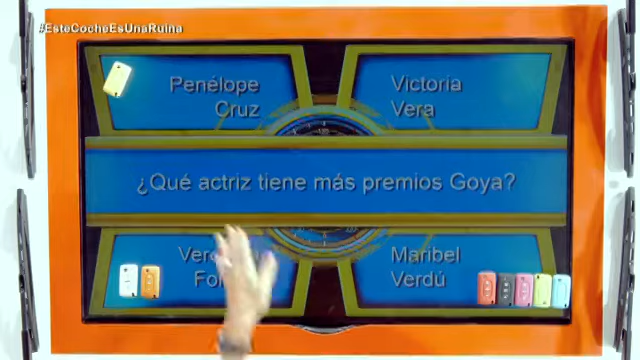 #EsteCocheEsUnaRuina
Penélope
Cruz
Victoria
Vera
¿Qué actriz tiene más premios Goya?
Maribel
Verdú